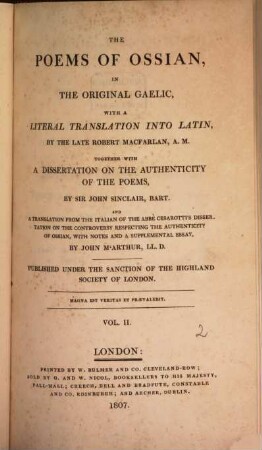 THE
POEMS OF OSSIAN,
IN
THE ORIGINAL GAELIC,
WITH A
LITERAL TRANSLATION INTO LATIN,
BY THE LATE ROBERT MACFARLAN, A. M.
TOGETHER WITH
A DISSERTATION ON THE AUTHENTICITY
OF THE POEMS,
BY SIR JOHN SINCLAIR, BART.
AND
A TRANSLATION FROM THE ITALIAN OF THE ABBÉ CESAROTTI'S DISSER-
TATION ON THE CONTROVERSY RESPECTING THE AUTHENTICITY
OF OSSIAN, WITH NOTES AND A SUPPLEMENTAL ESSAY,
BY JOHN M'ARTHUR, LL. D.
PUBLISHED UNDER THE SANCTION OF THE HIGHLAND
SOCIETY OF LONDON.
MAGNA EST VERITAS ET PRÆVALEBIT.
VOL. II.
2
LONDON:
PRINTED BY W. BULMER AND CO. CLEVELAND-ROW;
SOLD BY G. AND W. NICOL, BOOKSELLERS TO HIS MAJESTY,
PALL-MALL; CREECH, BELL AND BRADFUTE, CONSTABLE
AND CO. EDINBURGH; AND ARCHER, DUBLIN.
1807.